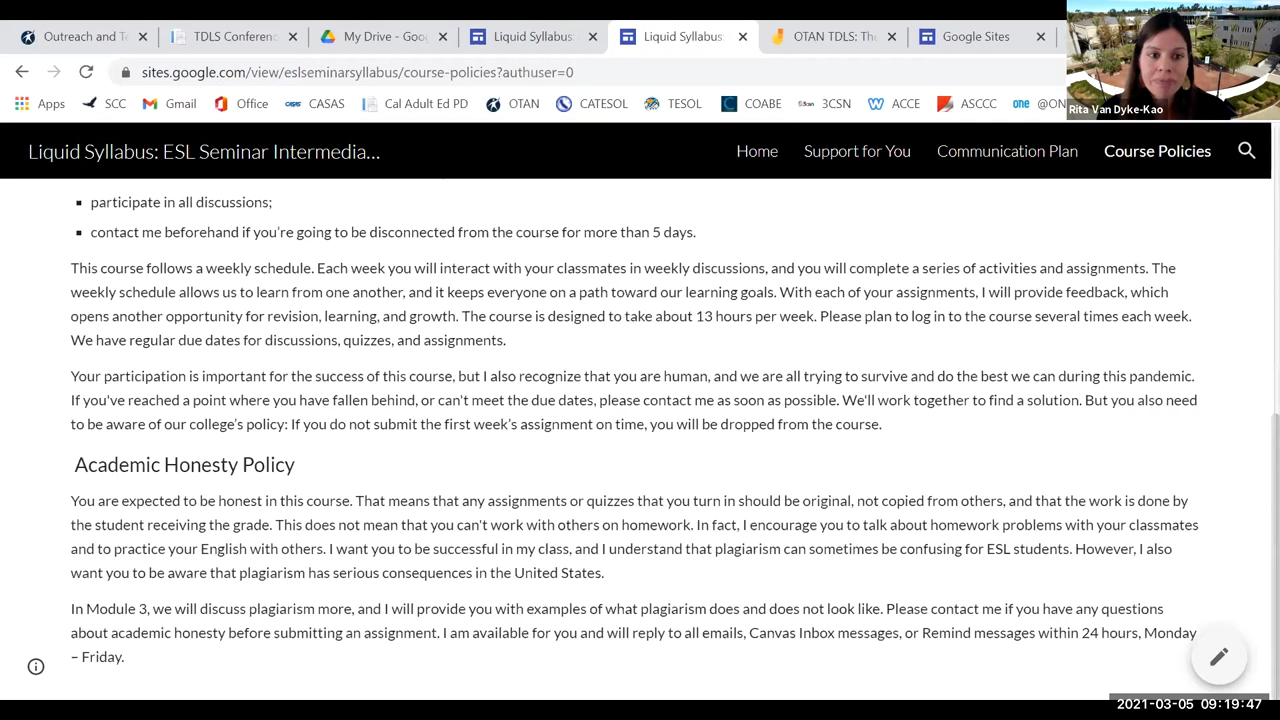 Outreach and Te
TDLS Conferenc
My Drive - Goog
Liquid Syllabus:
Liquid Syllabus:
OTAN TDLS: The
Google Sites
sites.google.com/view/eslseminarsyllabus/course-policies?authuser=0
Apps
SCC
Gmail
Office
CASAS
Cal Adult Ed PD
OTAN
CATESOL
TESOL
COABE
3CSN
ACCE
ASCCC
@ON
Rita Van Dyke-Kao
Liquid Syllabus: ESL Seminar Intermedia...
Home
Support for You
Communication Plan
Course Policies
participate in all discussions;
contact me beforehand if you're going to be disconnected from the course for more than 5 days.
This course follows a weekly schedule. Each week you will interact with your classmates in weekly discussions, and you will complete a series of activities and assignments. The
weekly schedule allows us to learn from one another, and it keeps everyone on a path toward our learning goals. With each of your assignments, I will provide feedback, which
opens another opportunity for revision, learning, and growth. The course is designed to take about 13 hours per week. Please plan to log in to the course several times each week.
We have regular due dates for discussions, quizzes, and assignments.
Your participation is important for the success of this course, but I also recognize that you are human, and we are all trying to survive and do the best we can during this pandemic.
If you've reached a point where you have fallen behind, or can't meet the due dates, please contact me as soon as possible. We'll work together to find a solution. But you also need
to be aware of our college's policy: If you do not submit the first week's assignment on time, you will be dropped from the course.
Academic Honesty Policy
You are expected to be honest in this course. That means that any assignments or quizzes that you turn in should be original, not copied from others, and that the work is done by
the student receiving the grade. This does not mean that you can't work with others on homework. In fact, I encourage you to talk about homework problems with your classmates
and to practice your English with others. I want you to be successful in my class, and I understand that plagiarism can sometimes be confusing for ESL students. However, I also
want you to be aware that plagiarism has serious consequences in the United States.
In Module 3, we will discuss plagiarism more, and I will provide you with examples of what plagiarism does and does not look like. Please contact me if you have any questions
about academic honesty before submitting an assignment. I am available for you and will reply to all emails, Canvas Inbox messages, or Remind messages within 24 hours, Monday
– Friday.
2021-03-05 09:19:47